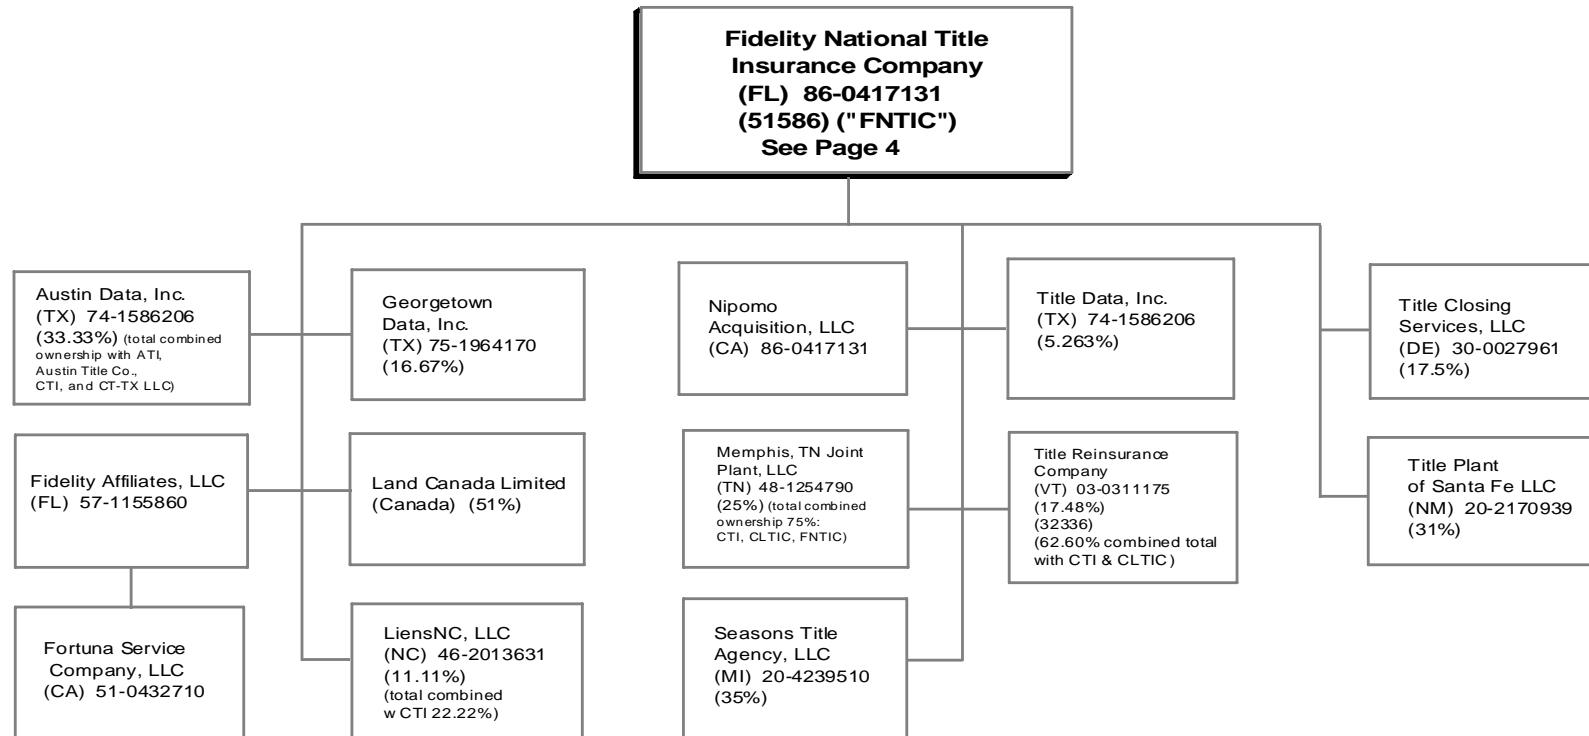 Fidelity National Title
Insurance Company
(FL) 86-0417131
(51586) ("FNTIC")
See Page 4
Austin Data, Inc.
(TX) 74-1586206
(33.33%) (total combined
ownership with ATI,
Austin Title Co.,
CTI, and CT-TX LLC)
Georgetown
Data, Inc.
(TX) 75-1964170
(16.67%)
Nipomo
Acquisition, LLC
(CA) 86-0417131
Title Data, Inc.
(TX) 74-1586206
(5.263%)
Title Closing
Services, LLC
(DE) 30-0027961
(17.5%)
Fidelity Affiliates, LLC
(FL) 57-1155860
Land Canada Limited
(Canada) (51%)
Memphis, TN Joint
Plant, LLC
(TN) 48-1254790
(25%) (total combined
ownership 75%:
CTI, CLTIC, FNTIC)
Title Reinsurance
Company
(VT) 03-0311175
(17.48%)
(32336)
(62.60% combined total
with CTI & CLTIC)
Title Plant
of Santa Fe LLC
(NM) 20-2170939
(31%)
Fortuna Service
Company, LLC
(CA) 51-0432710
LiensNC, LLC
(NC) 46-2013631
(11.11%)
(total combined
w CTI 22.22%)
Seasons Title
Agency, LLC
(MI) 20-4239510
(35%)